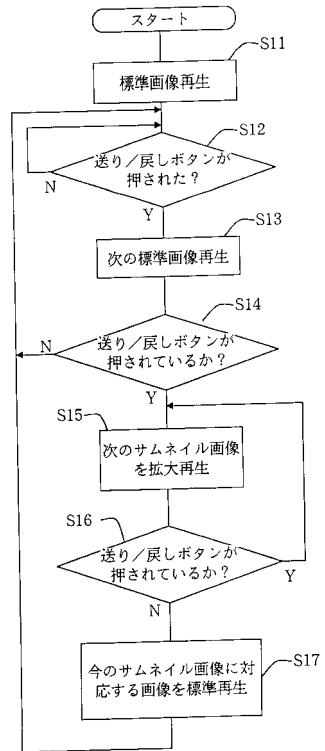 スタート
S11
標準画像再生
S12
送り／戻しボタンが
押された？
N
Y
S13
次の標準画像再生
S14
N
送り／戻しボタンが
押されているか？
Y
S15
次のサムネイル画像
を拡大再生
S16
送り／戻しボタンが
押されているか？
Y
N
今のサムネイル画像に対
応する画像を標準再生
S17